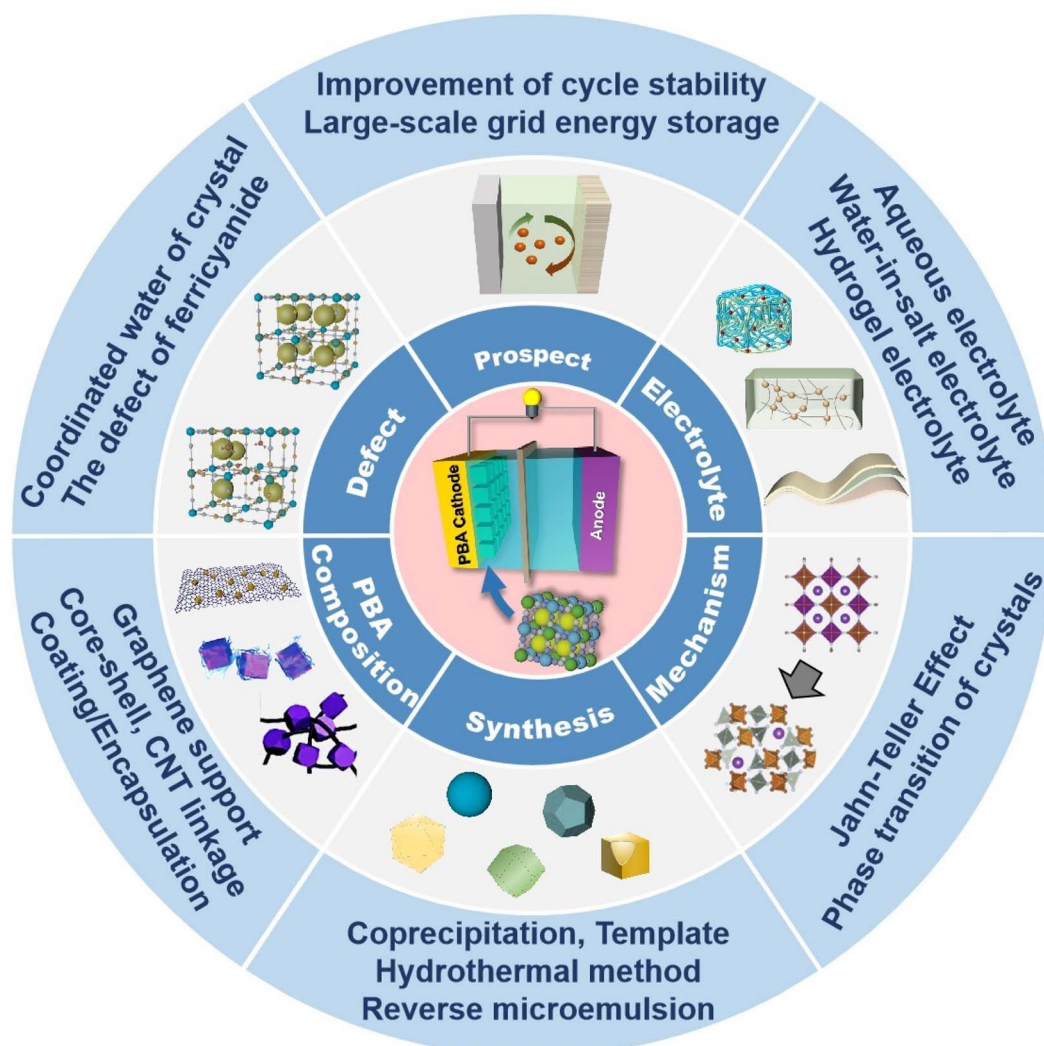 Improvement of cycle stability
Large-scale grid energy storage
Aqueous electrolyte
Water-in-salt electrolyte
Hydrogel electrolyte
Jahn-Teller Effect
Phase transition of crystals
Coprecipitation, Template
Hydrothermal method
Reverse microemulsion
Graphene support
Core-shell, CNT linkage
Coating/Encapsulation
Coordinated water of crystal
The defect of ferricyanide
Prospect
Electrolyte
Mechanism
Synthesis
PBA
Composition
Defect
PBA Cathode
Anode